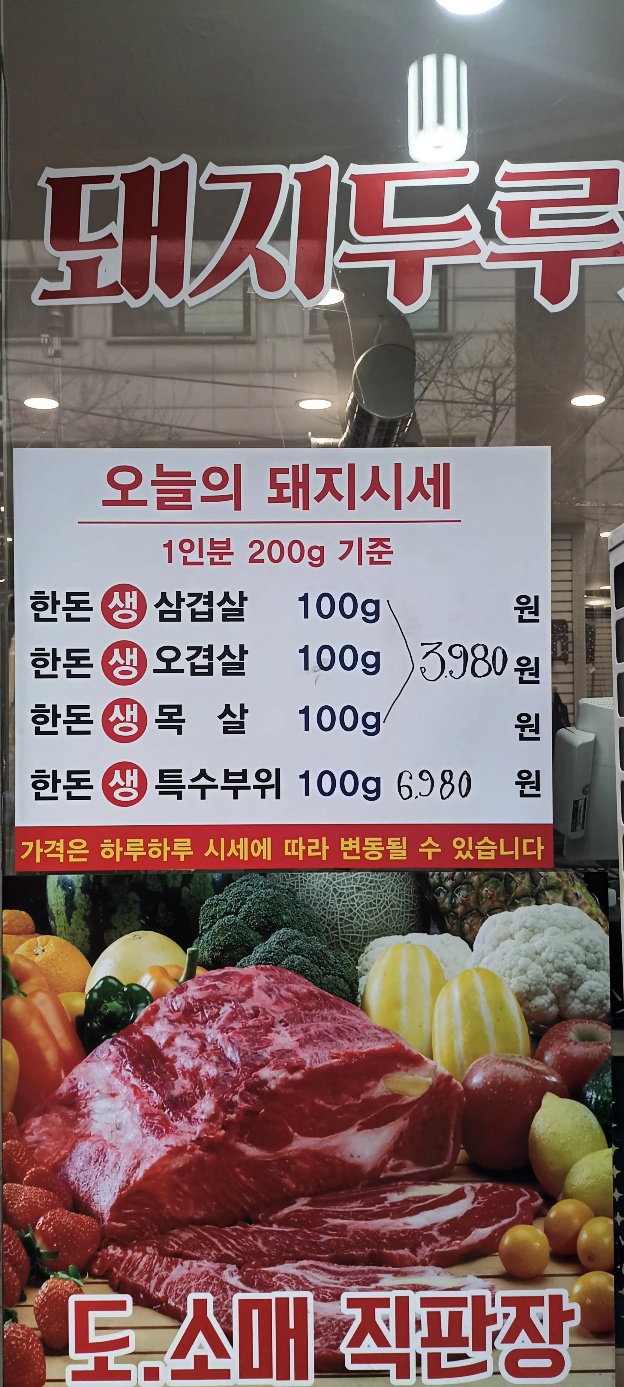 돼지두루
오늘의 돼지시세
1인분 200g 기준
한돈 생 삼겹살 100g 원
한돈 생 오겹살 100g 3.980 원
한돈 생 목 살 100g 원
한돈 생 특수부위 100g 6.980 원
가격은 하루하루 시세에 따라 변동될 수 있습니다
도.소매 직판장